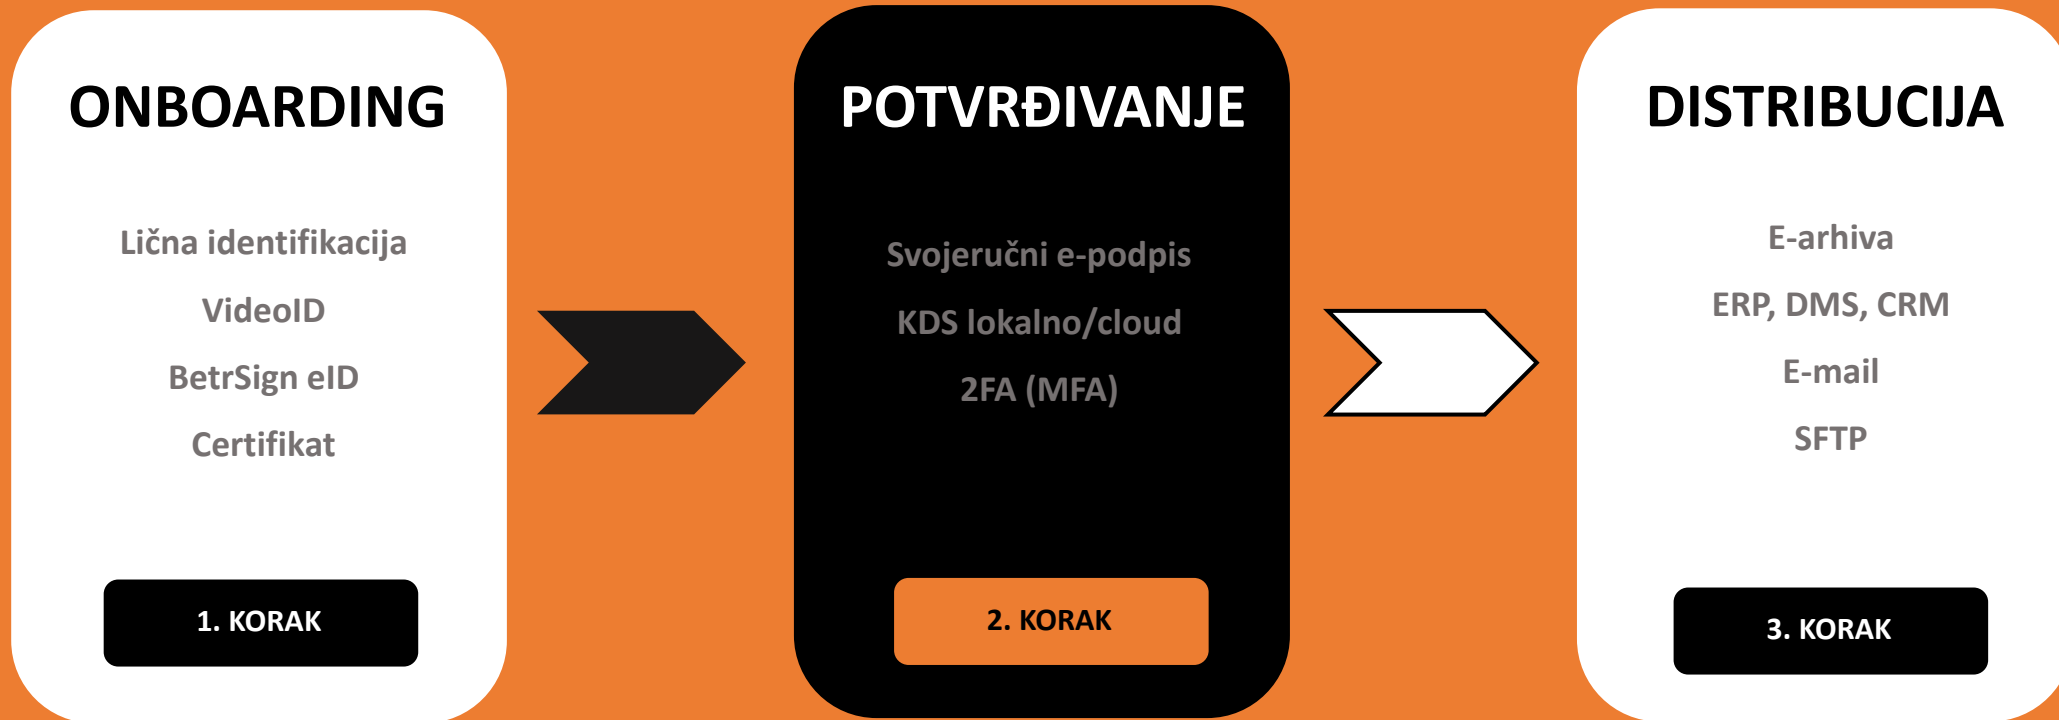 ONBOARDING
Lična identifikacija
VideoID
BetrSign eID
Certifikat
1. KORAK
POTVRĐIVANJE
Svojeručni e-podpis
KDS lokalno/cloud
2FA (MFA)
2. KORAK
DISTRIBUCIJA
E-arhiva
ERP, DMS, CRM
E-mail
SFTP
3. KORAK